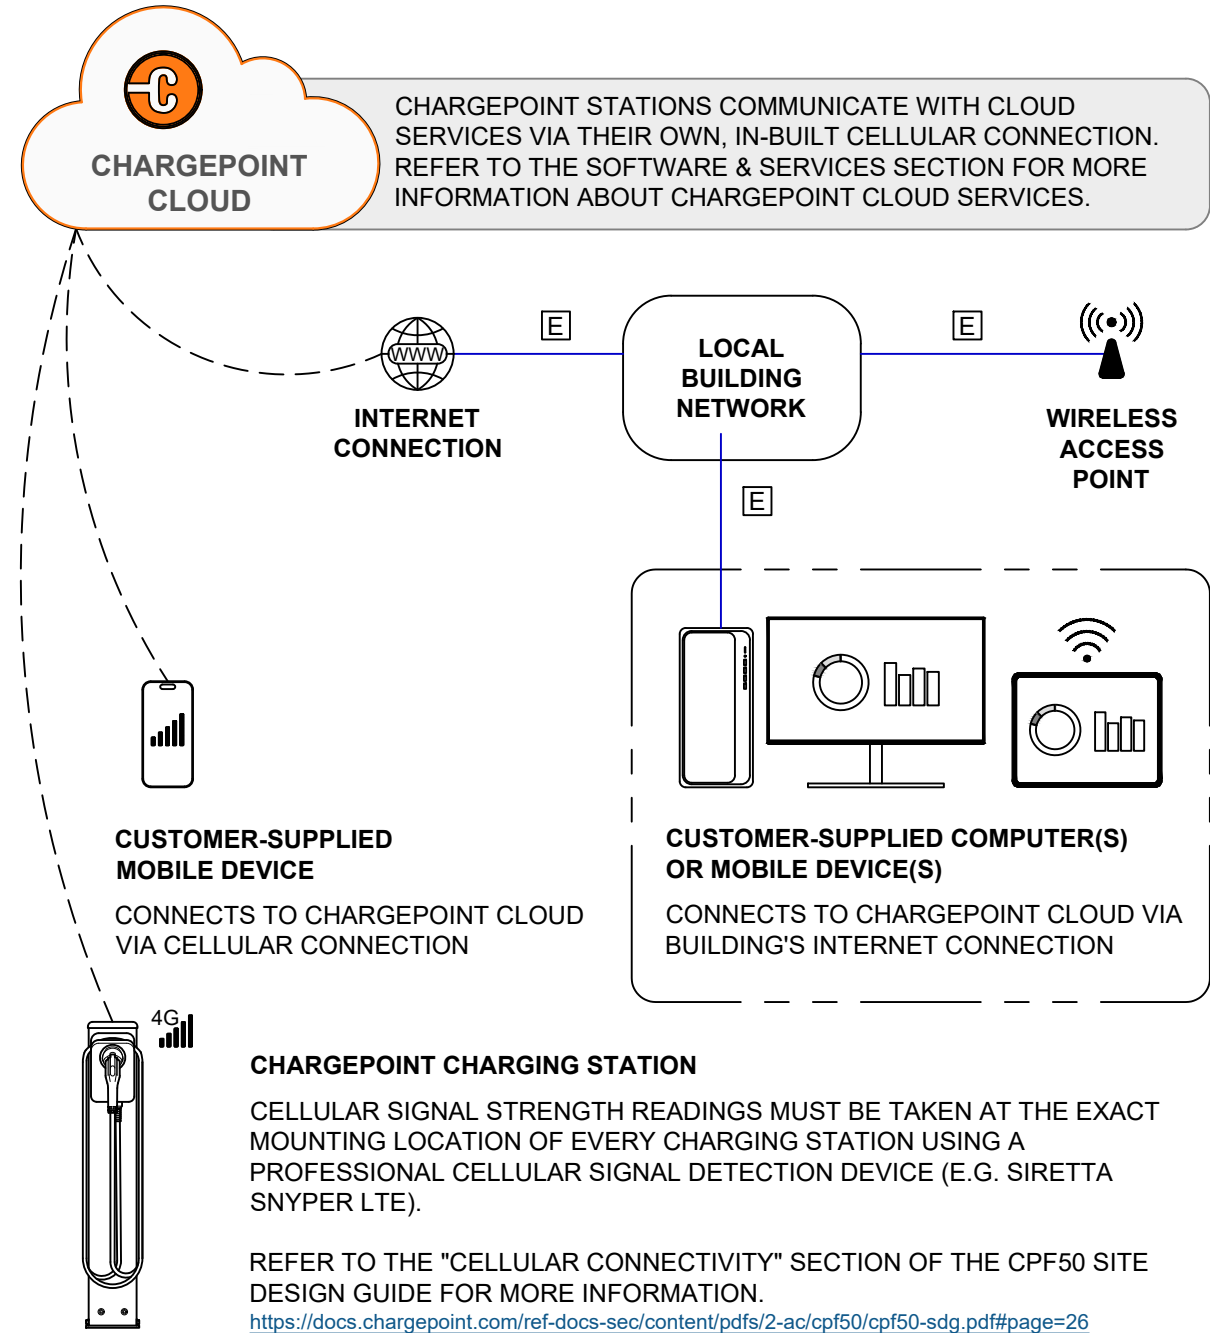 CHARGEPOINT
CLOUD
CHARGEPOINT STATIONS COMMUNICATE WITH CLOUD
SERVICES VIA THEIR OWN, IN-BUILT CELLULAR CONNECTION.
REFER TO THE SOFTWARE & SERVICES SECTION FOR MORE
INFORMATION ABOUT CHARGEPOINT CLOUD SERVICES.
WWW
INTERNET
CONNECTION
E
LOCAL
BUILDING
NETWORK
E
WIRELESS
ACCESS
POINT
E
CUSTOMER-SUPPLIED
MOBILE DEVICE
CONNECTS TO CHARGEPOINT CLOUD
VIA CELLULAR CONNECTION
CUSTOMER-SUPPLIED COMPUTER(S)
OR MOBILE DEVICE(S)
CONNECTS TO CHARGEPOINT CLOUD VIA
BUILDING'S INTERNET CONNECTION
4G
CHARGEPOINT CHARGING STATION
CELLULAR SIGNAL STRENGTH READINGS MUST BE TAKEN AT THE EXACT
MOUNTING LOCATION OF EVERY CHARGING STATION USING A
PROFESSIONAL CELLULAR SIGNAL DETECTION DEVICE (E.G. SIRETTA
SNYPER LTE).
REFER TO THE "CELLULAR CONNECTIVITY" SECTION OF THE CPF50 SITE
DESIGN GUIDE FOR MORE INFORMATION.
https://docs.chargepoint.com/ref-docs-sec/content/pdfs/2-ac/cpf50/cpf50-sdg.pdf#page=26